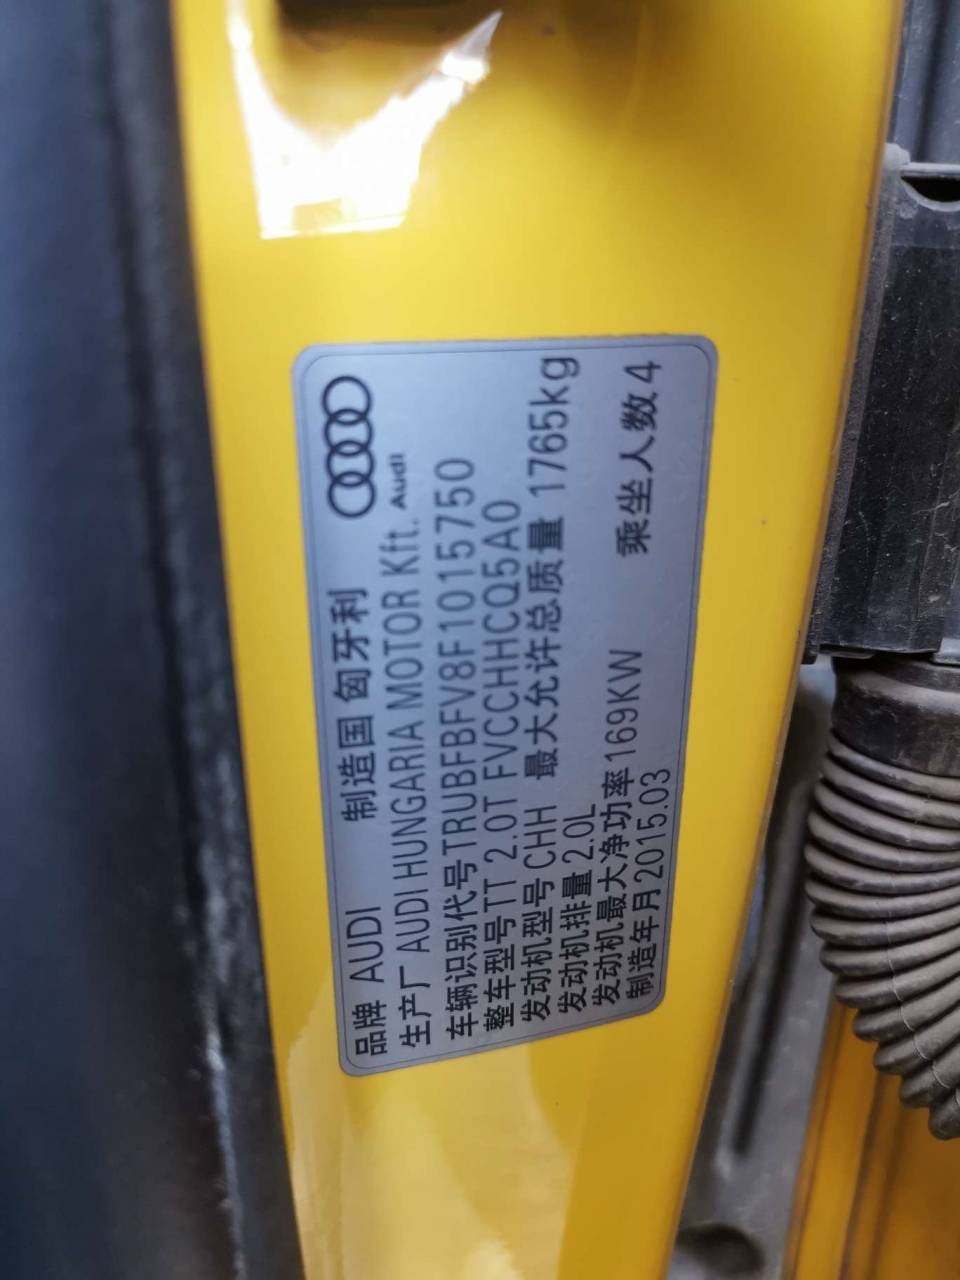 品牌 AUDI 制造国 匈牙利
生产厂 AUDI HUNGARIA MOTOR Kft. Audi
车辆识别代号 TRUBFBFV8F1015750
整车型号 TT 2.0T FVCCHHCQ5A0
发动机型号 CHH 最大允许总质量 1765kg
发动机排量 2.0L
发动机最大净功率 169KW 乘坐人数 4
制造年月 2015.03